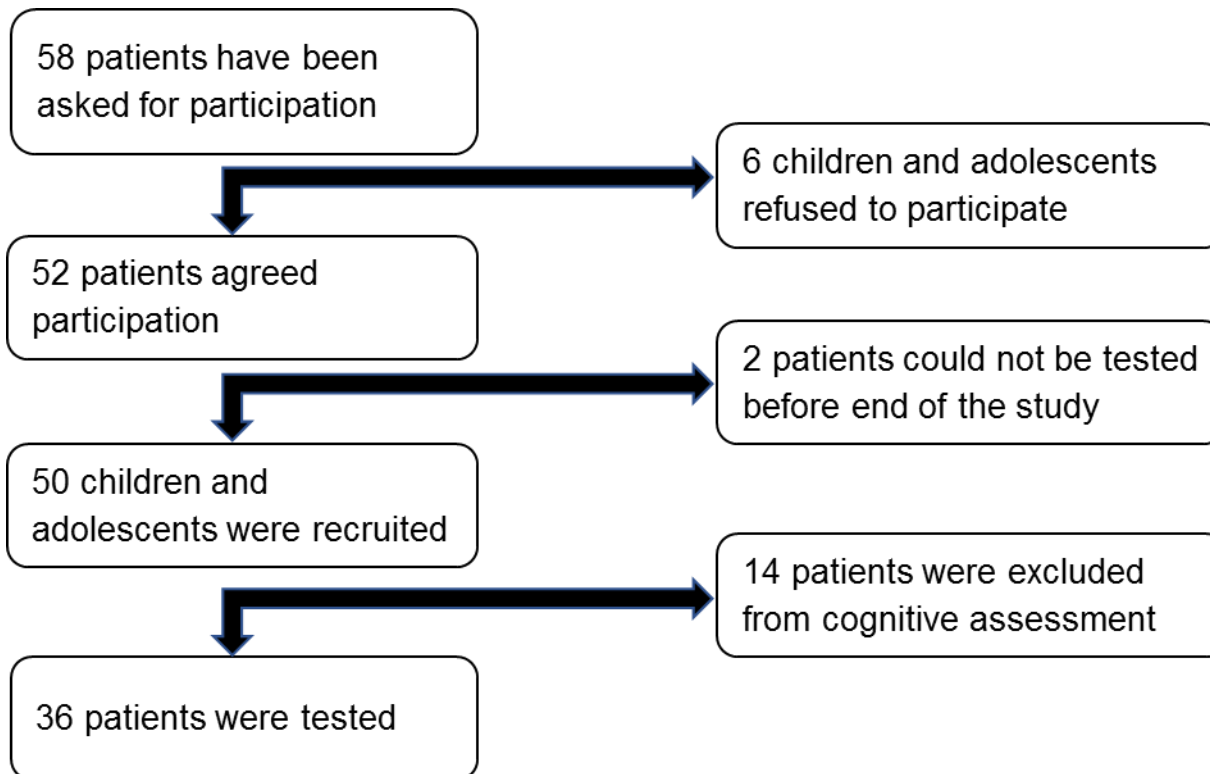 58 patients have been
asked for participation
6 children and adolescents
refused to participate
52 patients agreed
participation
2 patients could not be tested
before end of the study
50 children and
adolescents were recruited
14 patients were excluded
from cognitive assessment
36 patients were tested